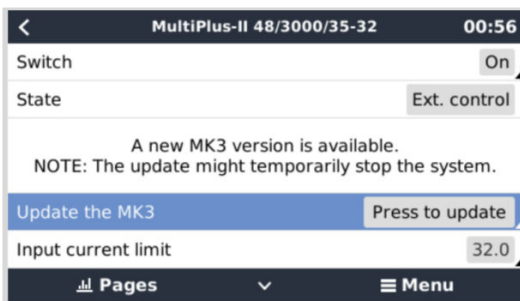 MultiPlus-II 48/3000/35-32 00:56
Switch On
State Ext. control
A new MK3 version is available.
NOTE: The update might temporarily stop the system.
Update the MK3 Press to update
Input current limit 32.0
Pages Menu